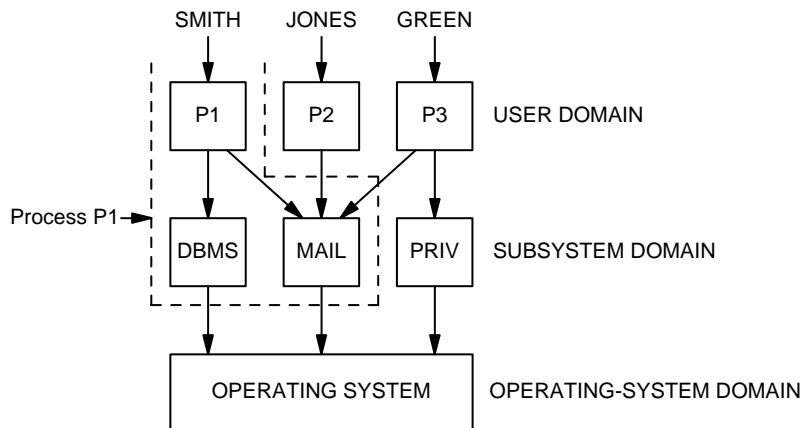 SMITH JONES GREEN
P1 P2 P3 USER DOMAIN
Process P1
DBMS MAIL PRIV SUBSYSTEM DOMAIN
OPERATING SYSTEM OPERATING-SYSTEM DOMAIN